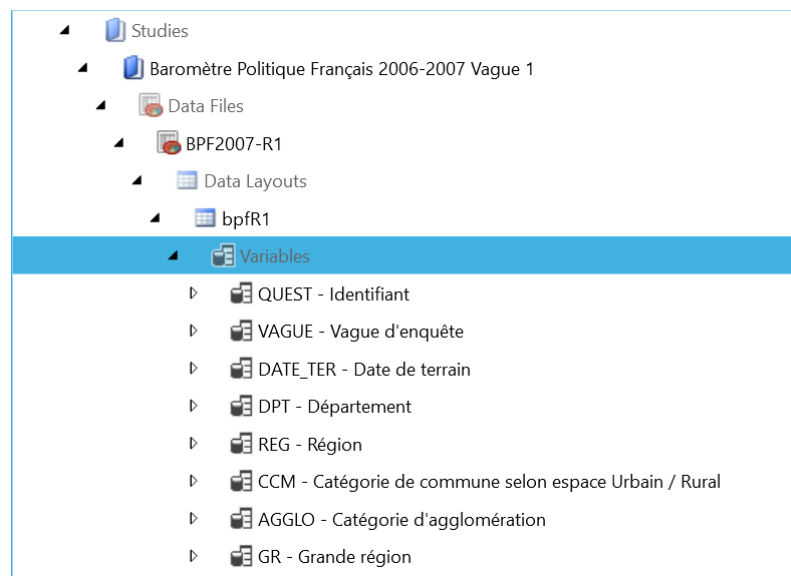 Studies
Baromètre Politique Français 2006-2007 Vague 1
Data Files
BPF2007-R1
Data Layouts
bpfR1
Variables
QUEST - Identifiant
VAGUE - Vague d'enquête
DATE_TER - Date de terrain
DPT - Département
REG - Région
CCM - Catégorie de commune selon espace Urbain / Rural
AGGLO - Catégorie d'agglomération
GR - Grande région